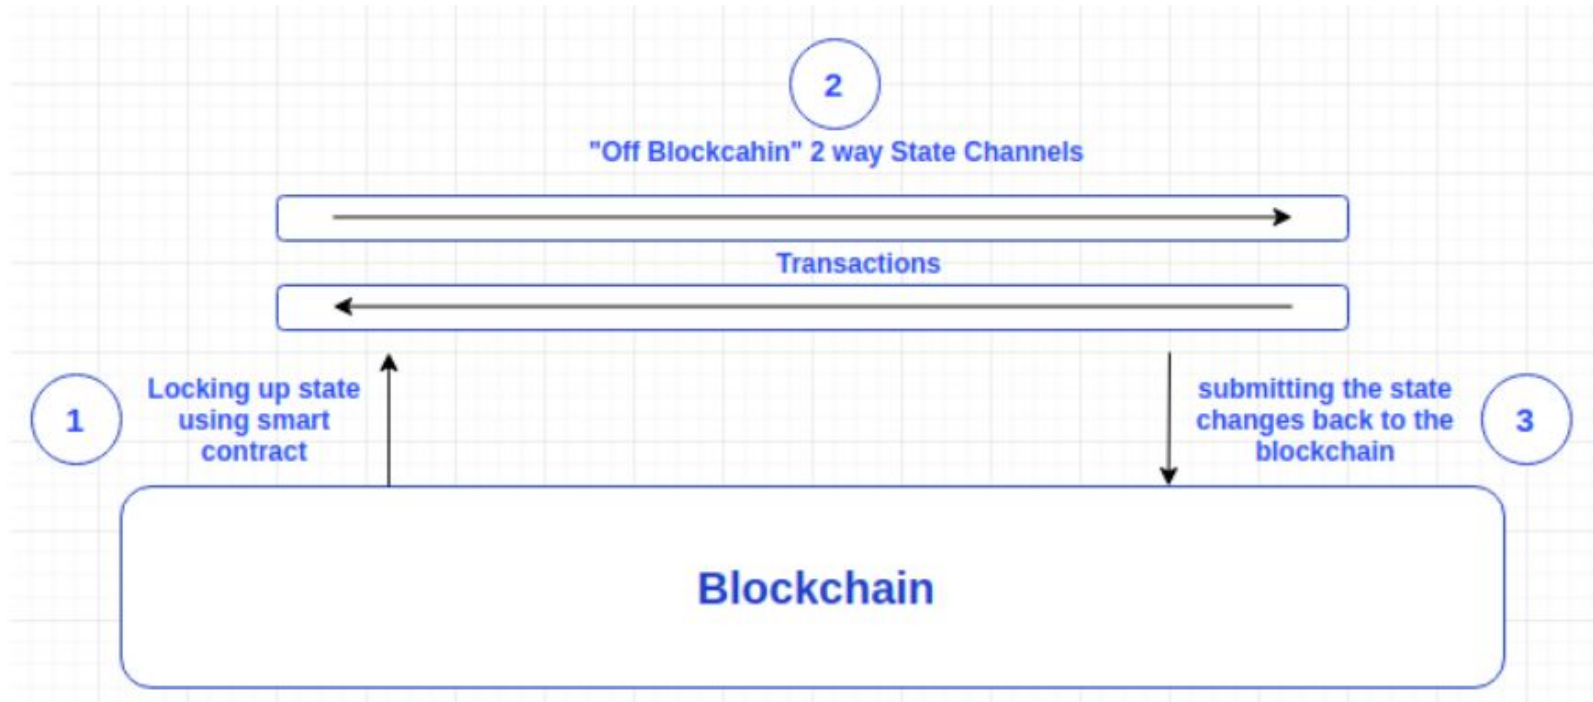 2
"Off Blockcahin" 2 way State Channels
Transactions
1
Locking up state
using smart
contract
submitting the state
changes back to the
blockchain
3
Blockchain